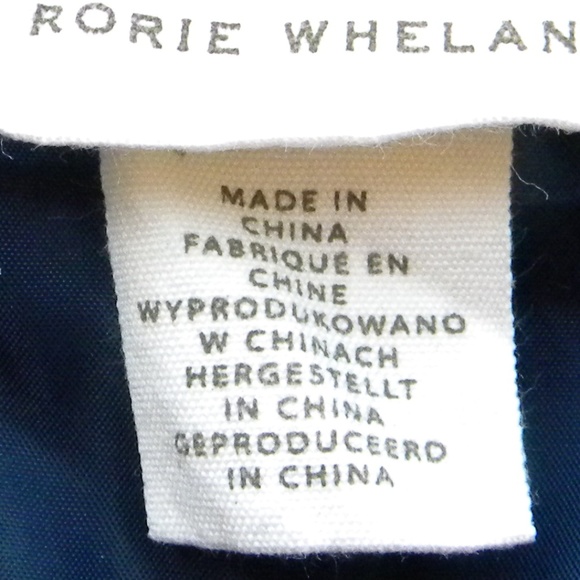 RORIE WHELAN
MADE IN
CHINA
FABRIQUÉ EN
CHINE
WYPRODUKOWANO
W CHINACH
HERGESTELLT
IN CHINA
GEPRODUCEERD
IN CHINA